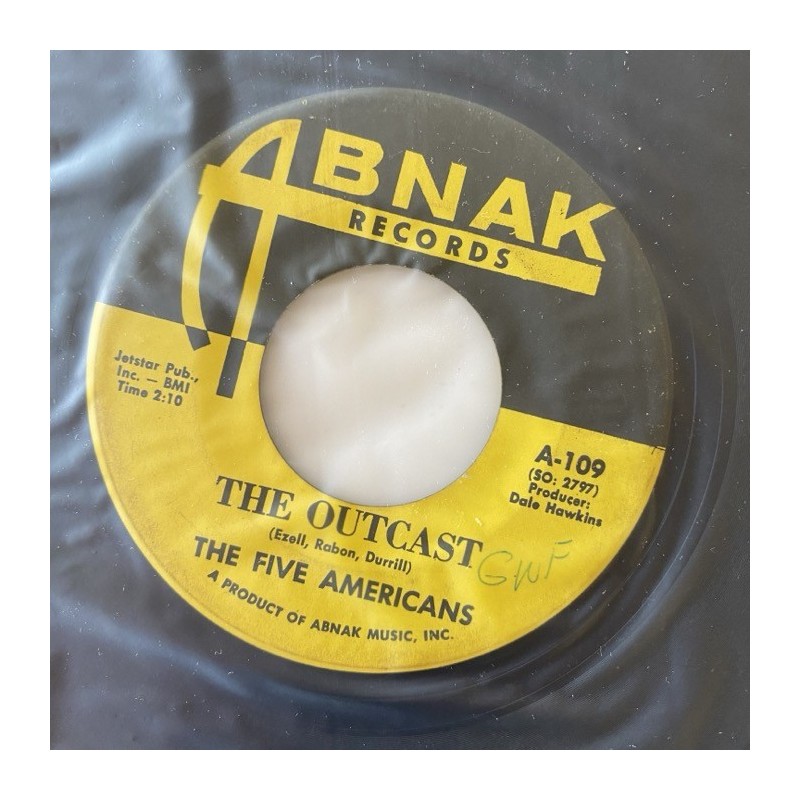 ABNAK
RECORDS
Jetstar Pub.,
Inc. — BMI
Time 2:10
A-109
(SO: 2797)
Producer:
Dale Hawkins
THE OUTCAST
(Ezell, Rabon, Durrill)
THE FIVE AMERICANS
A PRODUCT OF ABNAK MUSIC, INC.
GWF